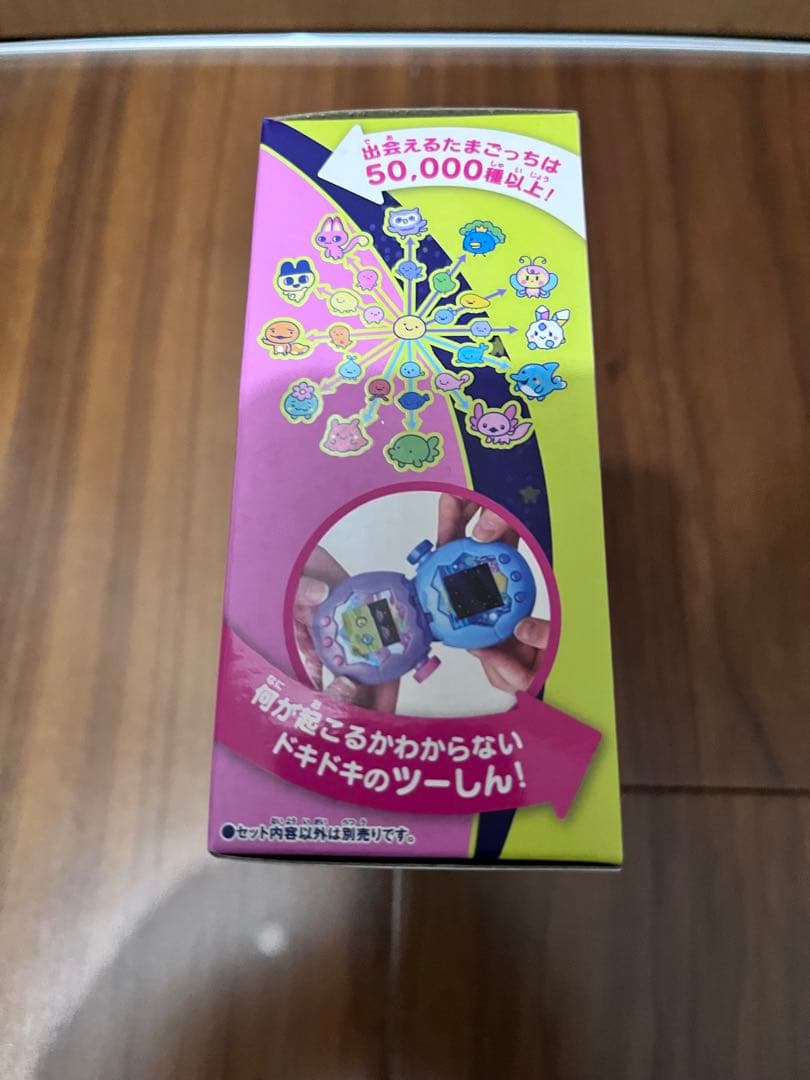 出会えるたまごっちは
50,000種以上!
何が起こるかわからない
ドキドキのツーしん!
●セット内容以外は別売りです。